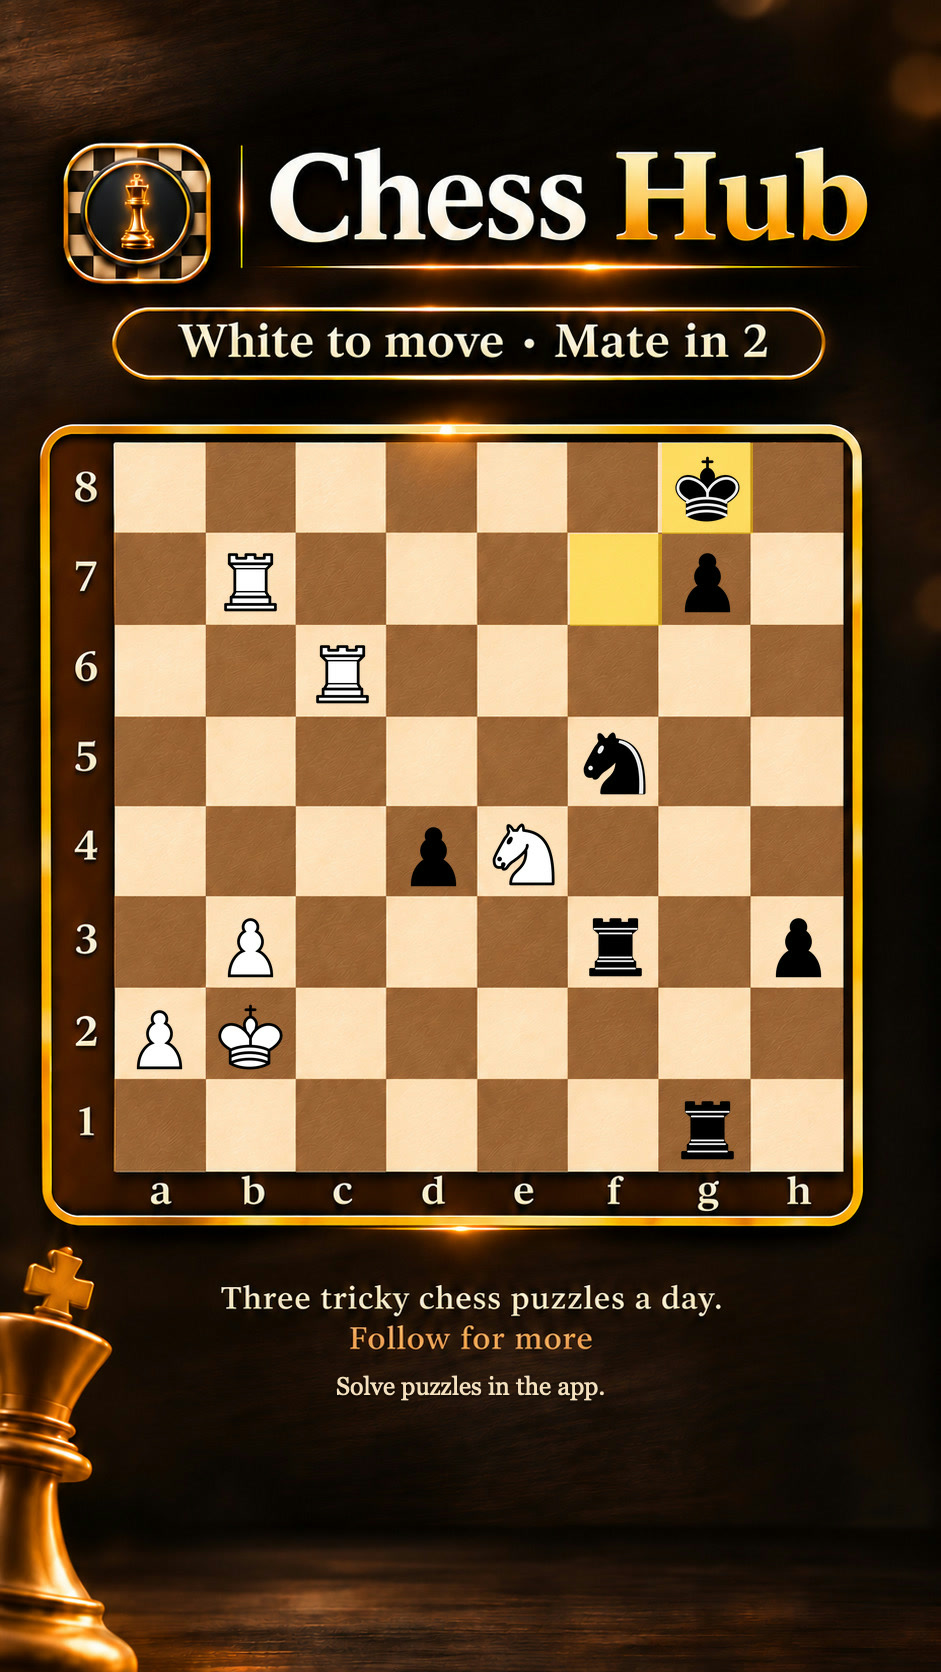 Chess Hub
White to move • Mate in 2
8
7
6
5
4
3
2
1
a b c d e f g h
Three tricky chess puzzles a day.
Follow for more
Solve puzzles in the app.